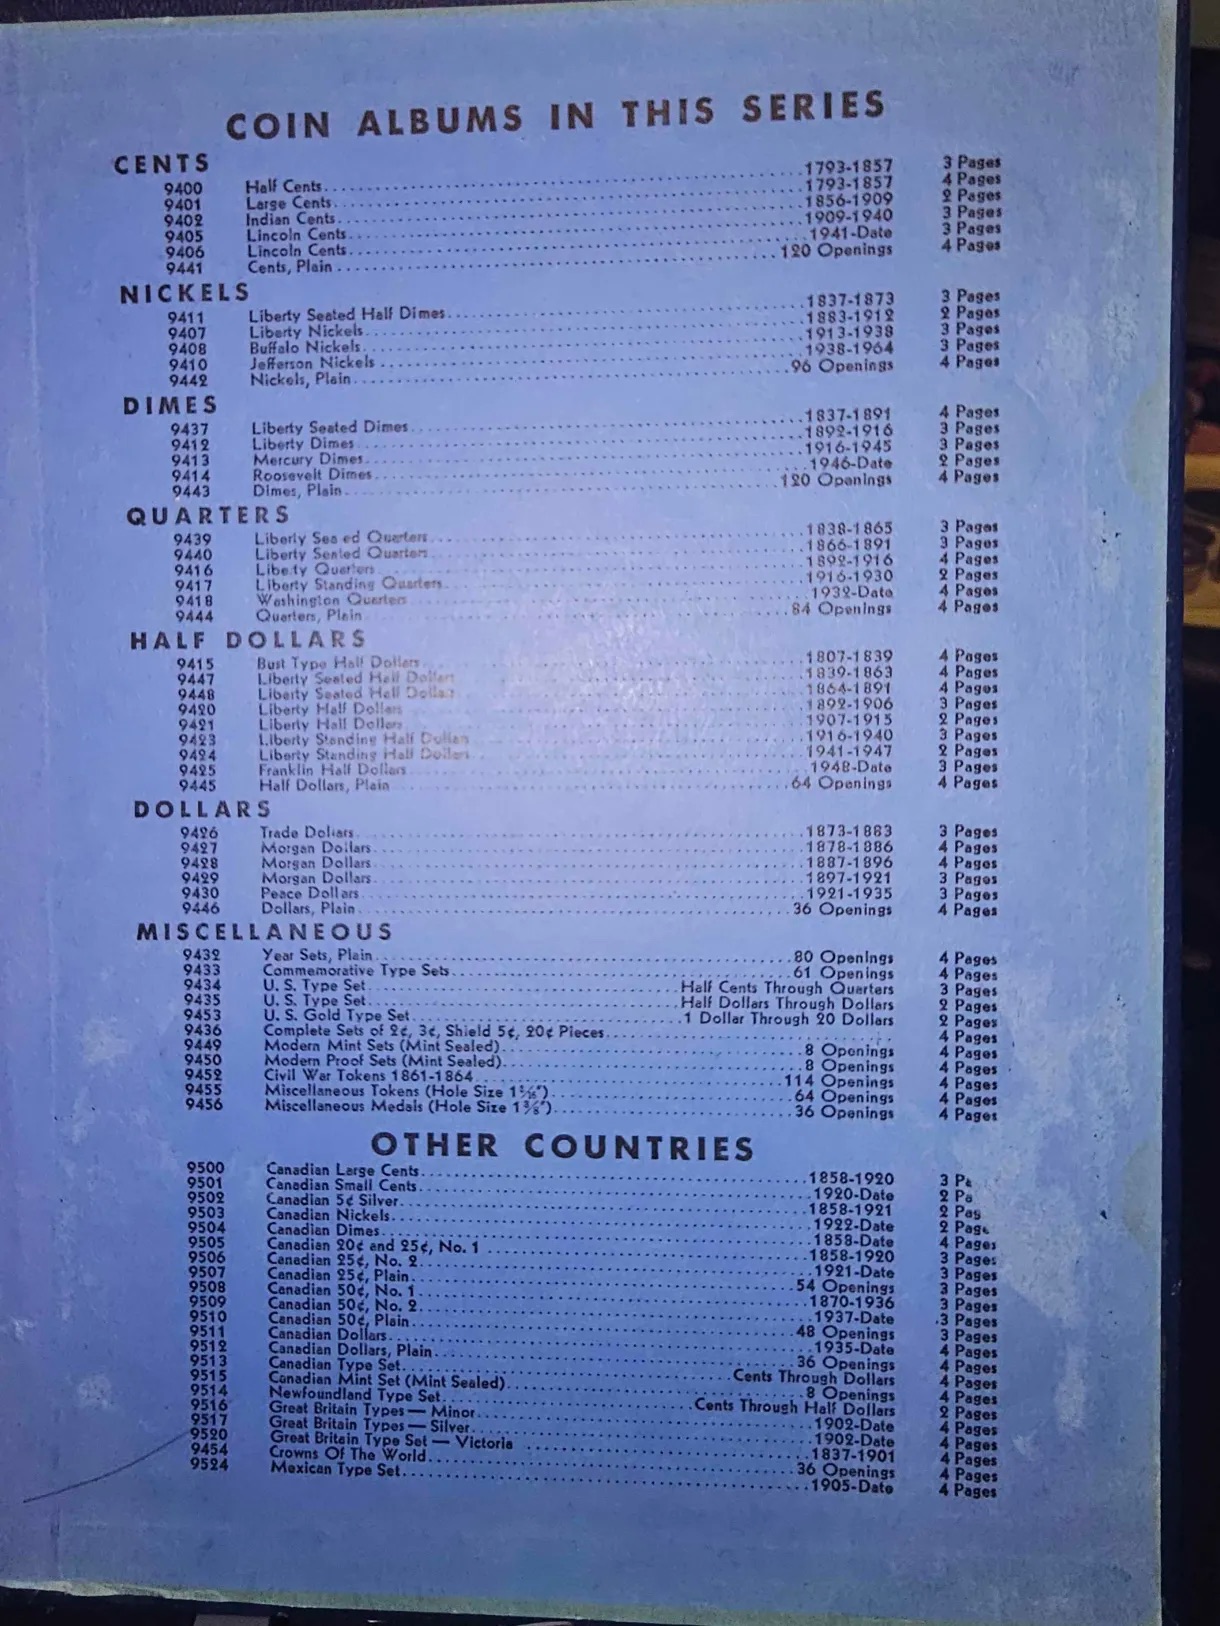 COIN ALBUMS IN THIS SERIES
CENTS
9400 Half Cents 1793-1857 3 Pages
9401 Large Cents 1793-1857 4 Pages
9402 Indian Cents 1856-1909 2 Pages
9405 Lincoln Cents 1909-1940 3 Pages
9406 Lincoln Cents 1941-Date 3 Pages
9441 Cents, Plain 120 Openings 4 Pages
NICKELS
9411 Liberty Seated Half Dimes 1837-1873 3 Pages
9407 Liberty Nickels 1883-1912 2 Pages
9408 Buffalo Nickels 1913-1938 3 Pages
9410 Jefferson Nickels 1938-1964 3 Pages
9442 Nickels, Plain 96 Openings 4 Pages
DIMES
9437 Liberty Seated Dimes 1837-1891 4 Pages
9412 Liberty Dimes 1892-1916 3 Pages
9413 Mercury Dimes 1916-1945 3 Pages
9414 Roosevelt Dimes 1946-Date 2 Pages
9443 Dimes, Plain 120 Openings 4 Pages
QUARTERS
9439 Liberty Sea ed Quarters 1838-1865 3 Pages
9440 Liberty Seated Quarters 1866-1891 3 Pages
9416 Liberty Quarters 1892-1916 4 Pages
9417 Liberty Standing Quarters 1916-1930 2 Pages
9418 Washington Quarters 1932-Date 4 Pages
9444 Quarters, Plain 84 Openings 4 Pages
HALF DOLLARS
9415 Bust Type Half Dollars 1807-1839 4 Pages
9447 Liberty Seated Half Dollars 1839-1863 4 Pages
9448 Liberty Seated Half Dollars 1864-1891 4 Pages
9420 Liberty Half Dollars 1892-1906 3 Pages
9421 Liberty Half Dollars 1907-1915 2 Pages
9423 Liberty Standing Half Dollars 1916-1940 3 Pages
9424 Liberty Standing Half Dollars 1941-1947 2 Pages
9425 Franklin Half Dollars 1948-Date 3 Pages
9445 Half Dollars, Plain 64 Openings 4 Pages
DOLLARS
9426 Trade Dollars 1873-1883 3 Pages
9427 Morgan Dollars 1878-1886 4 Pages
9428 Morgan Dollars 1887-1896 4 Pages
9429 Morgan Dollars 1897-1921 3 Pages
9430 Peace Dollars 1921-1935 3 Pages
9446 Dollars, Plain 36 Openings 4 Pages
MISCELLANEOUS
9432 Year Sets, Plain 80 Openings 4 Pages
9433 Commemorative Type Sets 61 Openings 4 Pages
9434 U. S. Type Set Half Cents Through Quarters 3 Pages
9435 U. S. Type Set Half Dollars Through Dollars 2 Pages
9453 U. S. Gold Type Set 1 Dollar Through 20 Dollars 2 Pages
9436 Complete Sets of 2¢, 3¢, Shield 5¢, 20¢ Pieces 4 Pages
9449 Modern Mint Sets (Mint Sealed) 8 Openings 4 Pages
9450 Modern Proof Sets (Mint Sealed) 8 Openings 4 Pages
9452 Civil War Tokens 1861-1864 114 Openings 4 Pages
9455 Miscellaneous Tokens (Hole Size 64 Openings 4 Pages
9456 Miscellaneous Medals (Hole Size 1⅜") 36 Openings 4 Pages
OTHER COUNTRIES
9500 Canadian Large Cents 1858-1920 3 Pa
9501 Canadian Small Cents 1920-Date 2 Pa
9502 Canadian 5¢ Silver 1858-1921 2 Pag
9503 Canadian Nickels 1922-Date 2 Page
9504 Canadian Dimes 1858-Date 4 Pages
9505 Canadian 20¢ and 25¢, No. 1 1858-1920 3 Pages
9506 Canadian 25¢, No. 2 1921-Date 3 Pages
9507 Canadian 25¢, Plain 54 Openings 3 Pages
9508 Canadian 50¢, No. 1 1870-1936 3 Pages
9509 Canadian 50¢, No. 2 1937-Date 3 Pages
9510 Canadian 50¢, Plain 48 Openings 3 Pages
9511 Canadian Dollars 1935-Date 4 Pages
9512 Canadian Dollars, Plain 36 Openings 4 Pages
9513 Canadian Type Set Cents Through Dollars 4 Pages
9515 Canadian Mint Set (Mint Sealed) 8 Openings 4 Pages
9514 Newfoundland Type Set Cents Through Half Dollars 2 Pages
9516 Great Britain Types — Minor 1902-Date 4 Pages
9517 Great Britain Types — Silver 1902-Date 4 Pages
9520 Great Britain Type Set — Victoria 1837-1901 4 Pages
9454 Crowns Of The World 36 Openings 4 Pages
9524 Mexican Type Set 1905-Date 4 Pages